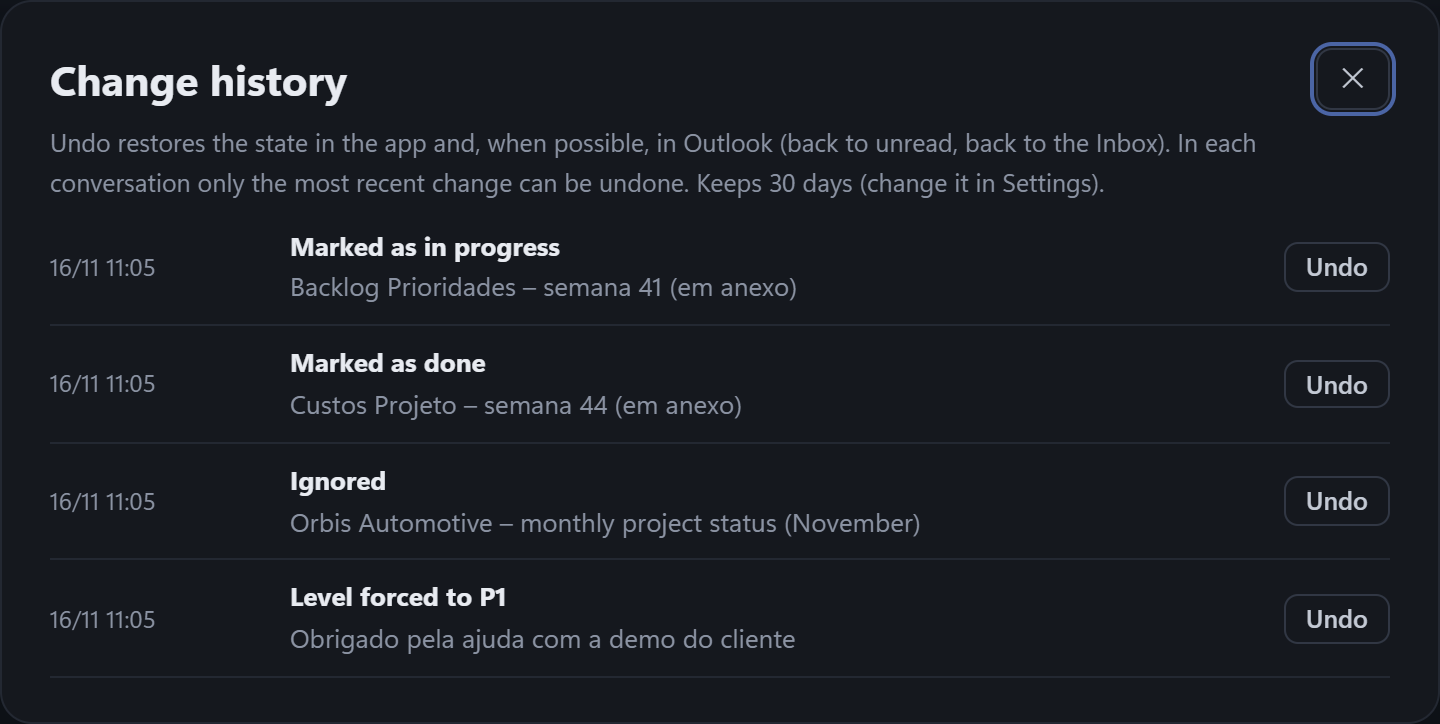 Change history
Undo restores the state in the app and, when possible, in Outlook (back to unread, back to the Inbox). In each
conversation only the most recent change can be undone. Keeps 30 days (change it in Settings).
16/11 11:05
Marked as in progress
Backlog Prioridades – semana 41 (em anexo)
Undo
16/11 11:05
Marked as done
Custos Projeto – semana 44 (em anexo)
Undo
16/11 11:05
Ignored
Orbis Automotive – monthly project status (November)
Undo
16/11 11:05
Level forced to P1
Obrigado pela ajuda com a demo do cliente
Undo